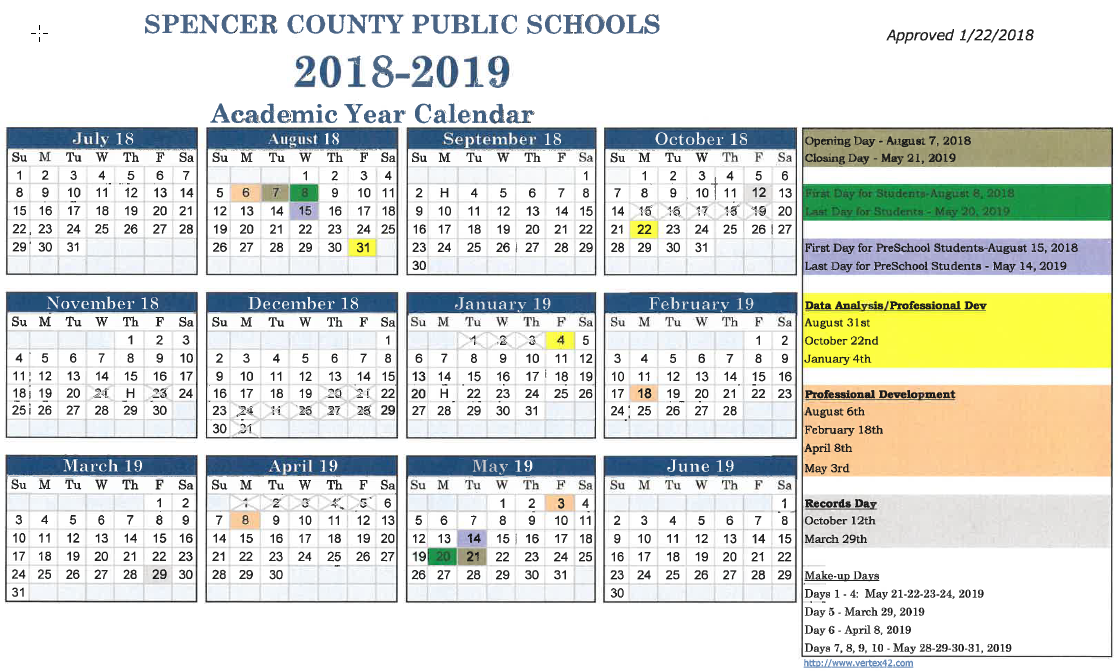 SPENCER COUNTY PUBLIC SCHOOLS
Approved 1/22/2018
2018-2019
Academic Year Calendar
July 18
Su M Tu W Th F Sa
1 2 3 4 5 6 7
8 9 10 11 12 13 14
15 16 17 18 19 20 21
22 23 24 25 26 27 28
29 30 31
August 18
Su M Tu W Th F Sa
1 2 3 4
5 6 7 8 9 10 11
12 13 14 15 16 17 18
19 20 21 22 23 24 25
26 27 28 29 30 31
September 18
Su M Tu W Th F Sa
1
2 H 4 5 6 7 8
9 10 11 12 13 14 15
16 17 18 19 20 21 22
23 24 25 26 27 28 29
30
October 18
Su M Tu W Th F Sa
1 2 3 4 5 6
7 8 9 10 11 12 13
14 15 16 17 18 19 20
21 22 23 24 25 26 27
28 29 30 31
November 18
Su M Tu W Th F Sa
1 2 3
4 5 6 7 8 9 10
11 12 13 14 15 16 17
18 19 20 21 H 23 24
25 26 27 28 29 30
December 18
Su M Tu W Th F Sa
1
2 3 4 5 6 7 8
9 10 11 12 13 14 15
16 17 18 19 20 21 22
23 24 H 26 27 28 29
30 31
January 19
Su M Tu W Th F Sa
1 2 3 4 5
6 7 8 9 10 11 12
13 14 15 16 17 18 19
20 H 22 23 24 25 26
27 28 29 30 31
February 19
Su M Tu W Th F Sa
1 2
3 4 5 6 7 8 9
10 11 12 13 14 15 16
17 18 19 20 21 22 23
24 25 26 27 28
March 19
Su M Tu W Th F Sa
1 2
3 4 5 6 7 8 9
10 11 12 13 14 15 16
17 18 19 20 21 22 23
24 25 26 27 28 29 30
31
April 19
Su M Tu W Th F Sa
1 2 3 4 5 6
7 8 9 10 11 12 13
14 15 16 17 18 19 20
21 22 23 24 25 26 27
28 29 30
May 19
Su M Tu W Th F Sa
1 2 3 4
5 6 7 8 9 10 11
12 13 14 15 16 17 18
19 20 21 22 23 24 25
26 27 28 29 30 31
June 19
Su M Tu W Th F Sa
1
2 3 4 5 6 7 8
9 10 11 12 13 14 15
16 17 18 19 20 21 22
23 24 25 26 27 28 29
30
Opening Day - August 7, 2018
Closing Day - May 21, 2019
First Day for Students-August 8, 2018
Last Day for Students - May 20, 2019
First Day for PreSchool Students-August 15, 2018
Last Day for PreSchool Students - May 14, 2019
Data Analysis/Professional Dev
August 31st
October 22nd
January 4th
Professional Development
August 6th
February 18th
April 8th
May 3rd
Records Day
October 12th
March 29th
Make-up Days
Days 1 - 4: May 21-22-23-24, 2019
Day 5 - March 29, 2019
Day 6 - April 8, 2019
Days 7, 8, 9, 10 - May 28-29-30-31, 2019
http://www.vertex42.com